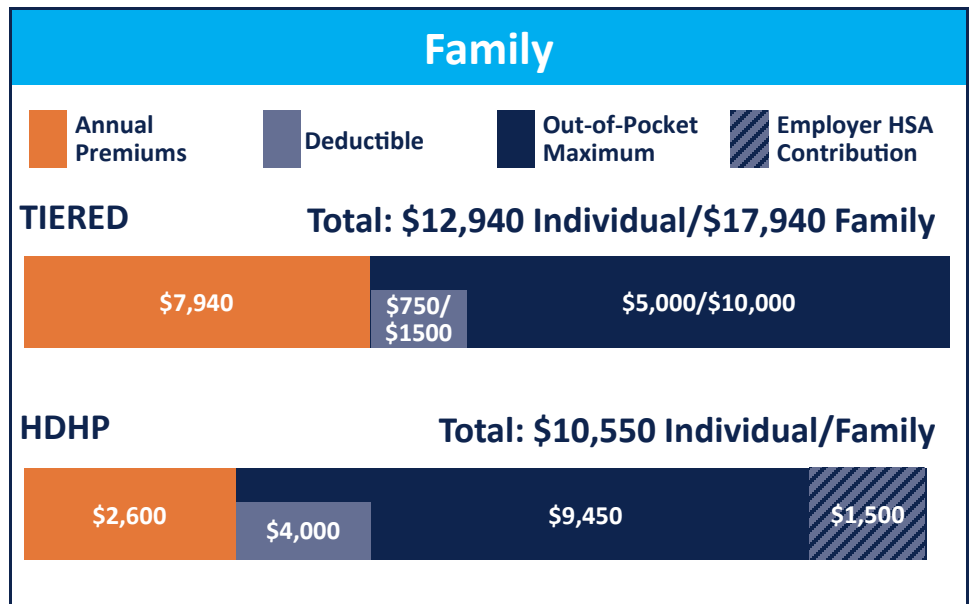 Family
Annual
Premiums
Deductible
Out-of-Pocket
Maximum
Employer HSA
Contribution
TIERED
Total: $12,940 Individual/$17,940 Family
$7,940
$750/
$1500
$5,000/$10,000
HDHP
Total: $10,550 Individual/Family
$2,600
$4,000
$9,450
$1,500